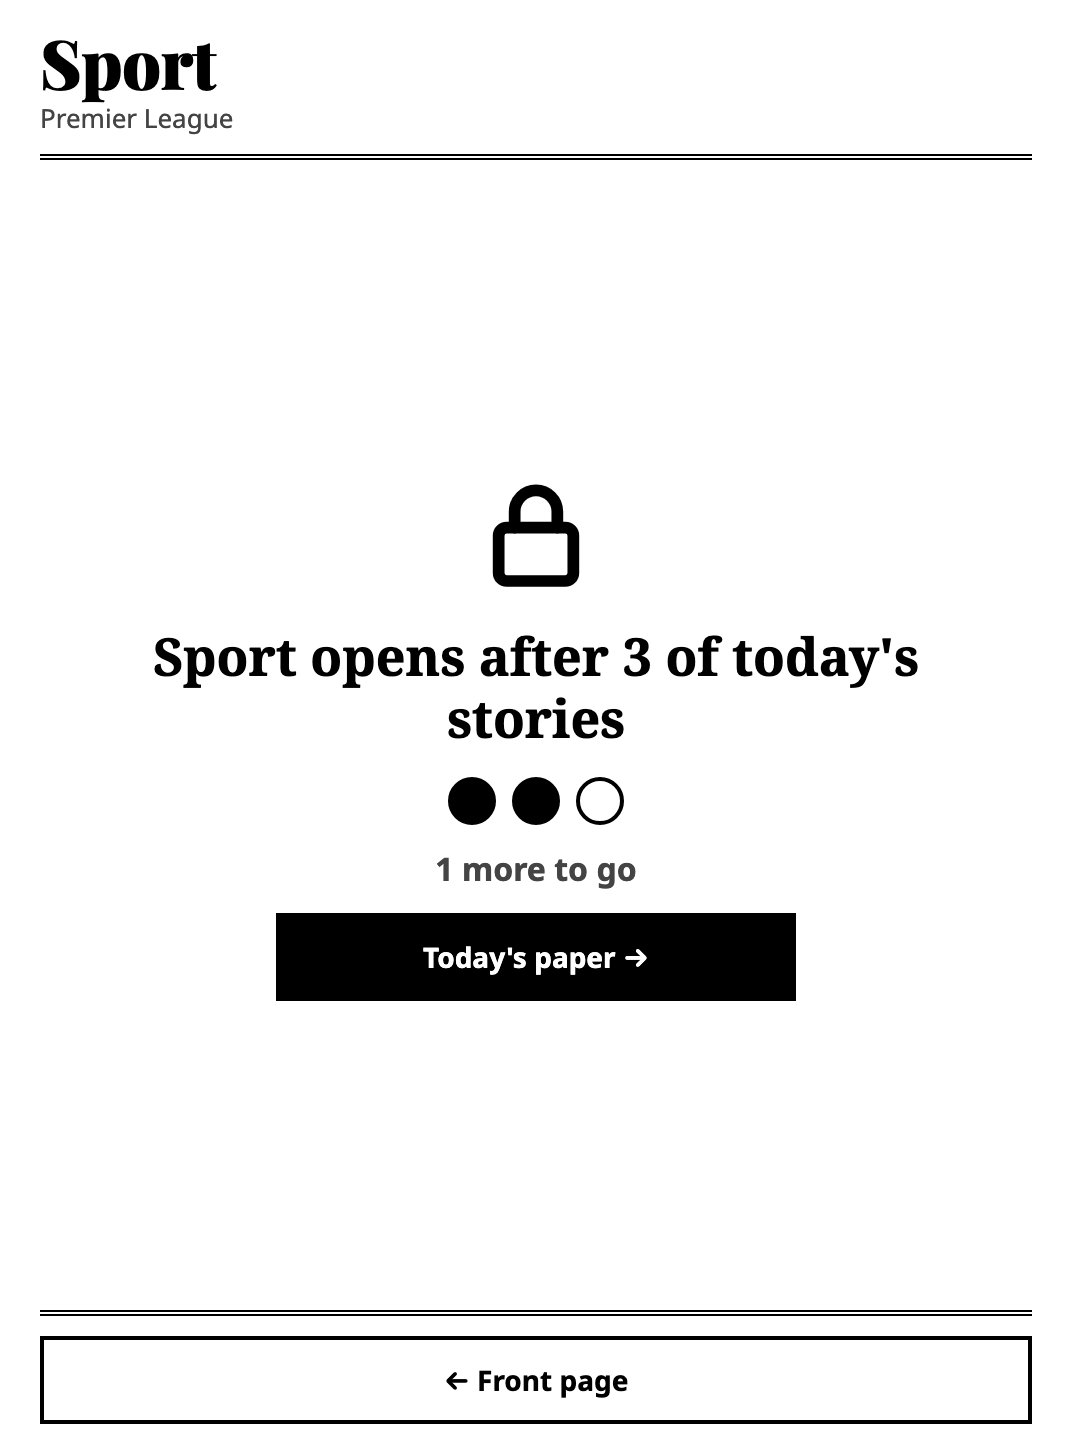 Sport
Premier League
Sport opens after 3 of today's
stories
1 more to go
Today's paper →
← Front page